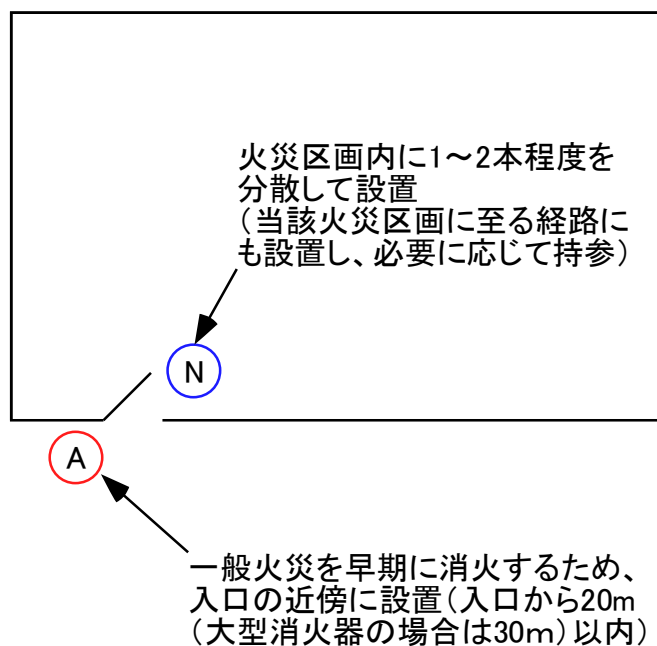 火災区画内に1～2本程度を
分散して設置
（当該火災区画に至る経路に
も設置し、必要に応じて持参）
N
A
一般火災を早期に消火するため、
入口の近傍に設置（入口から20m
（大型消火器の場合は30ｍ）以内）